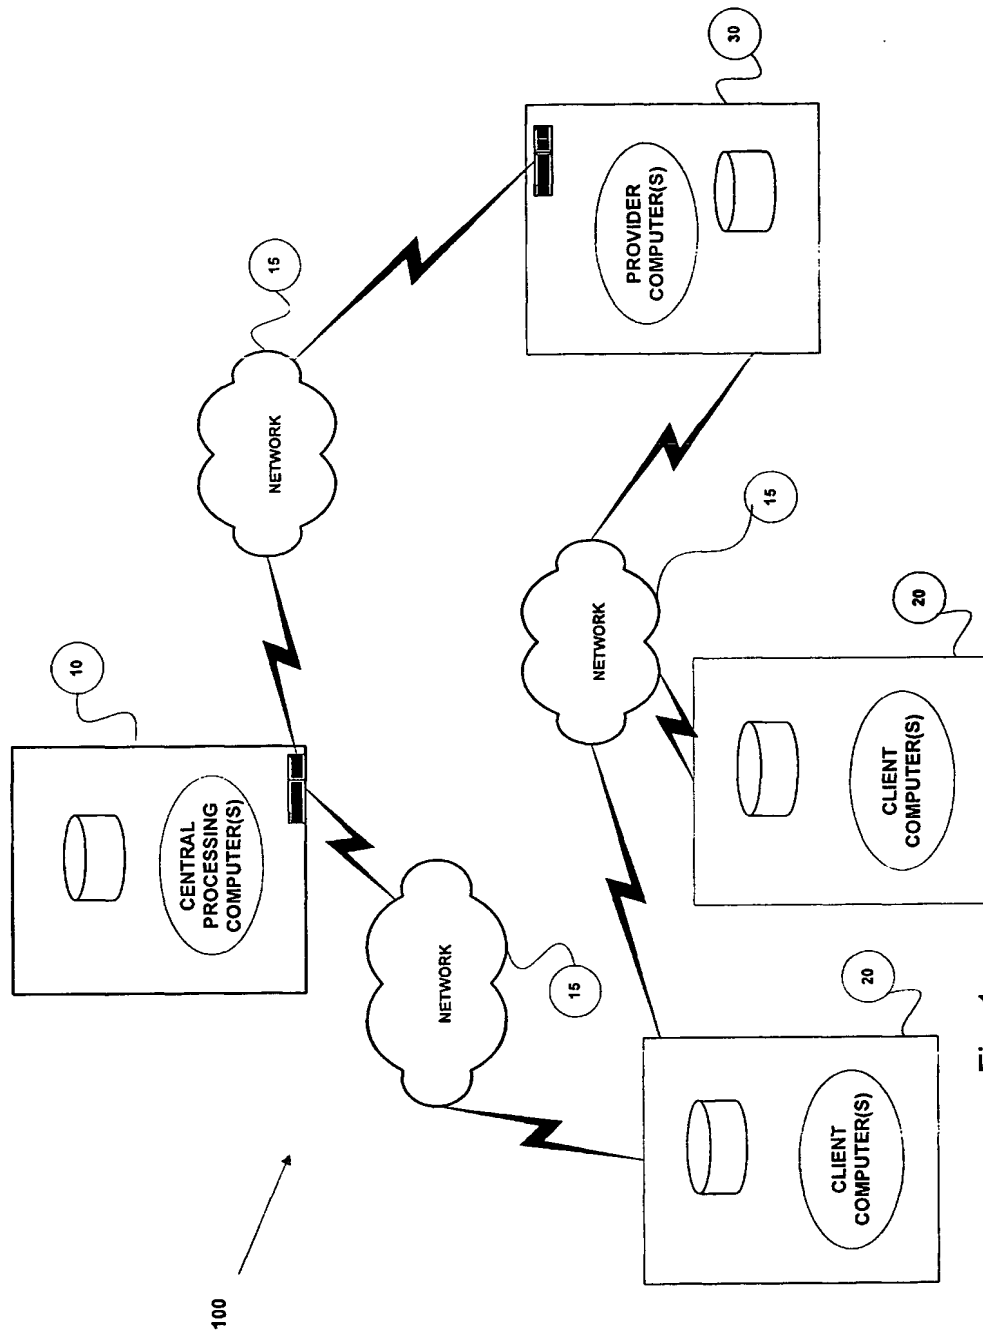 10
CENTRAL
PROCESSING
COMPUTER(S)
100
NETWORK
15
NETWORK
15
NETWORK
15
PROVIDER
COMPUTER(S)
30
CLIENT
COMPUTER(S)
20
CLIENT
COMPUTER(S)
20